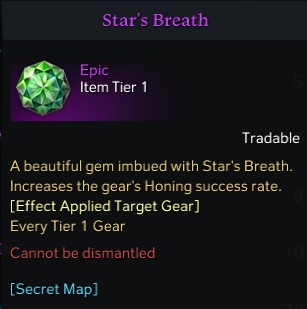 Star's Breath
Epic
Item Tier 1
Tradable
A beautiful gem imbued with Star's Breath.
Increases the gear's Honing success rate.
[Effect Applied Target Gear]
Every Tier 1 Gear
Cannot be dismantled
[Secret Map]